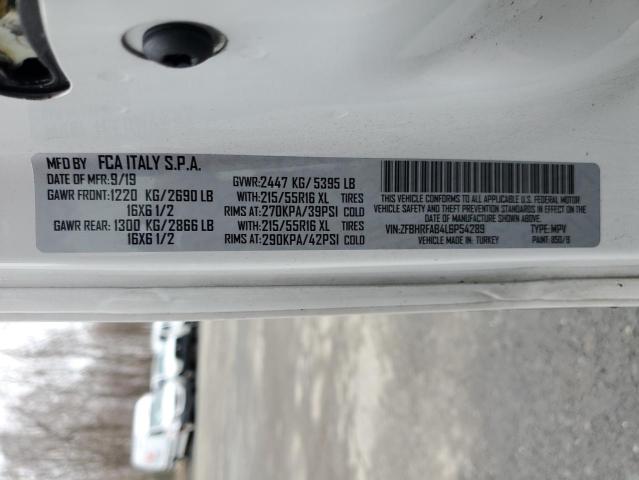 MFD BY FCA ITALY S.P.A.
DATE OF MFR: 9/19 GVWR: 2447 KG/ 5395 LB
GAWR FRONT: 1220 KG/2690 LB WITH: 215/55R16 XL TIRES
16X6 1/2 RIMS AT: 270KPA/39PSI COLD
GAWR REAR: 1300 KG/2866 LB WITH: 215/55R16 XL TIRES
16X6 1/2 RIMS AT: 290KPA/42PSI COLD
THIS VEHICLE CONFORMS TO ALL APPLICABLE U.S. FEDERAL MOTOR
VEHICLE SAFETY AND THEFT PREVENTION STANDARDS IN
EFFECT ON THE DATE OF MANUFACTURE SHOWN ABOVE.
VIN: ZFBHRFAB4L6P54289 TYPE: MPV
MADE IN: TURKEY PAINT: 850/B